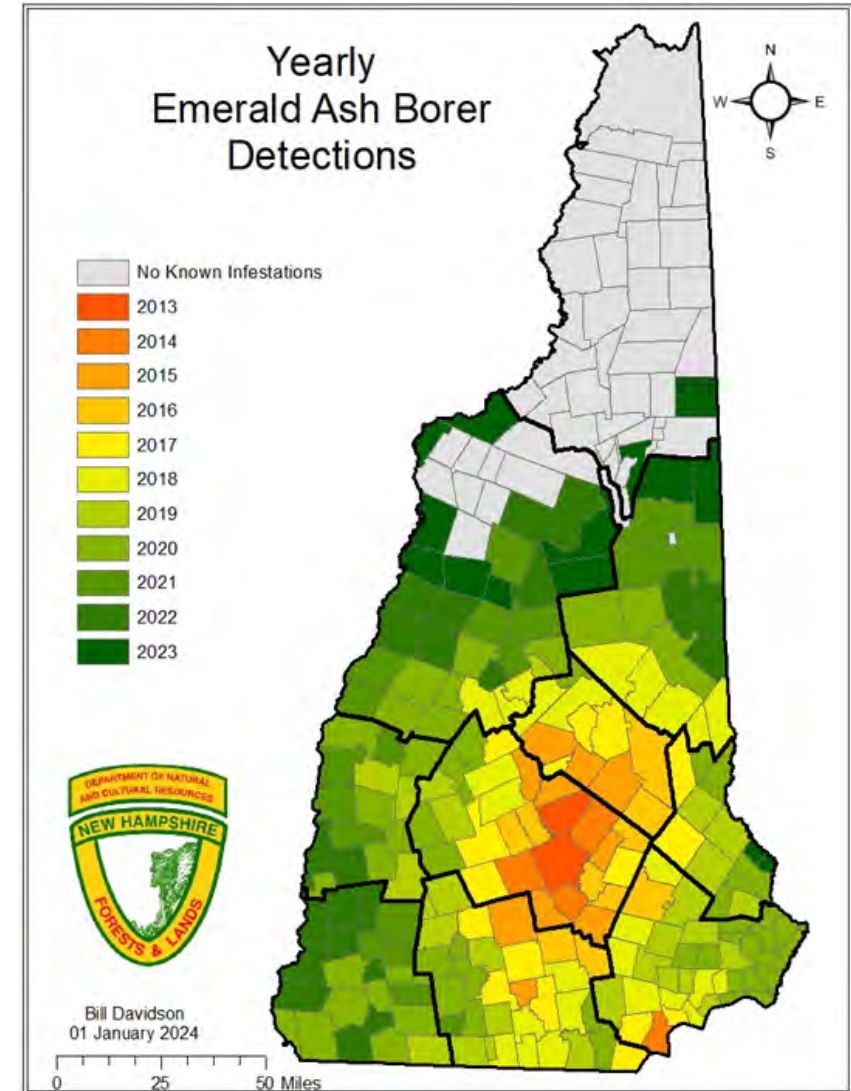 Yearly
Emerald Ash Borer
Detections
N
W E
S
No Known Infestations
2013
2014
2015
2016
2017
2018
2019
2020
2021
2022
2023
DEPARTMENT OF NATURAL
AND CULTURAL RESOURCES
NEW HAMPSHIRE
FORESTS & LANDS
Bill Davidson
01 January 2024
0 25 50 Miles